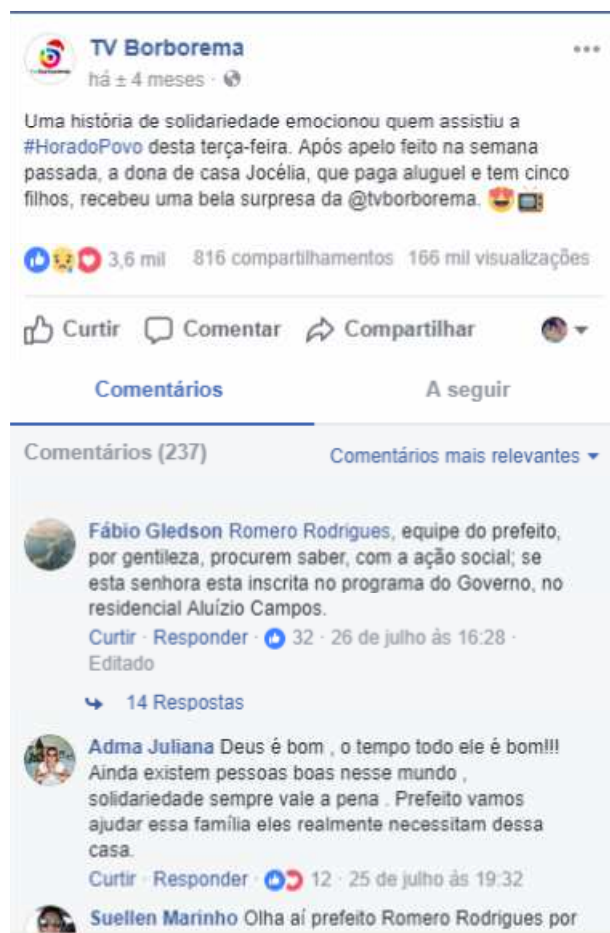 TV Borborema
há ± 4 meses
Uma história de solidariedade emocionou quem assistiu a
#HoradoPovo desta terça-feira. Após apelo feito na semana
passada, a dona de casa Jocélia, que paga aluguel e tem cinco
filhos, recebeu uma bela surpresa da @tvborborema. 😍📺
3,6 mil 816 compartilhamentos 166 mil visualizações
Curtir Comentar Compartilhar
Comentários A seguir
Comentários (237) Comentários mais relevantes
Fábio Gledson Romero Rodrigues, equipe do prefeito,
por gentileza, procurem saber, com a ação social; se
esta senhora esta inscrita no programa do Governo, no
residencial Aluízio Campos.
Curtir · Responder · 32 · 26 de julho às 16:28 ·
Editado
14 Respostas
Adma Juliana Deus é bom , o tempo todo ele é bom!!!
Ainda existem pessoas boas nesse mundo ,
solidariedade sempre vale a pena . Prefeito vamos
ajudar essa família eles realmente necessitam dessa
casa.
Curtir · Responder · 12 · 25 de julho às 19:32
Suellen Marinho Olha aí prefeito Romero Rodrigues por